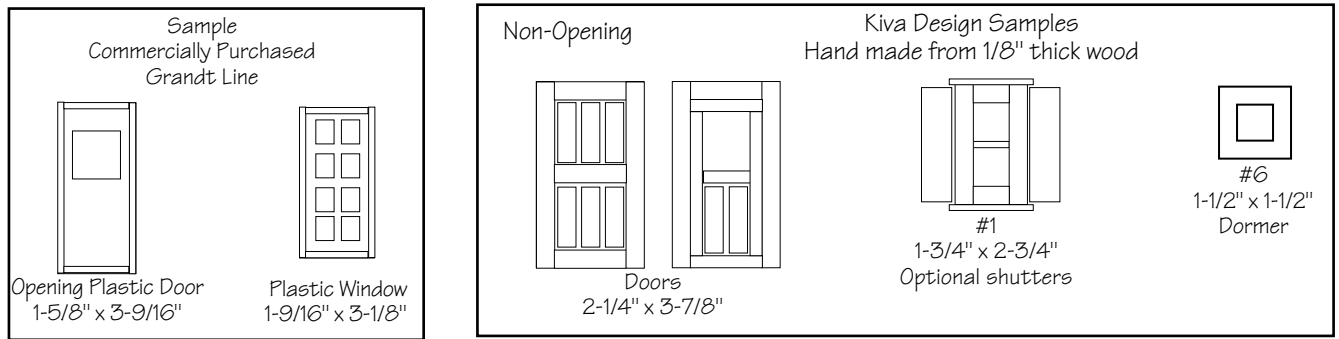 Sample
Commercially Purchased
Grandt Line
Opening Plastic Door
1-5/8" x 3-9/16"
Plastic Window
1-9/16" x 3-1/8"
Non-Opening
Kiva Design Samples
Hand made from 1/8" thick wood
Doors
2-1/4" x 3-7/8"
#1
1-3/4" x 2-3/4"
Optional shutters
#6
1-1/2" x 1-1/2"
Dormer